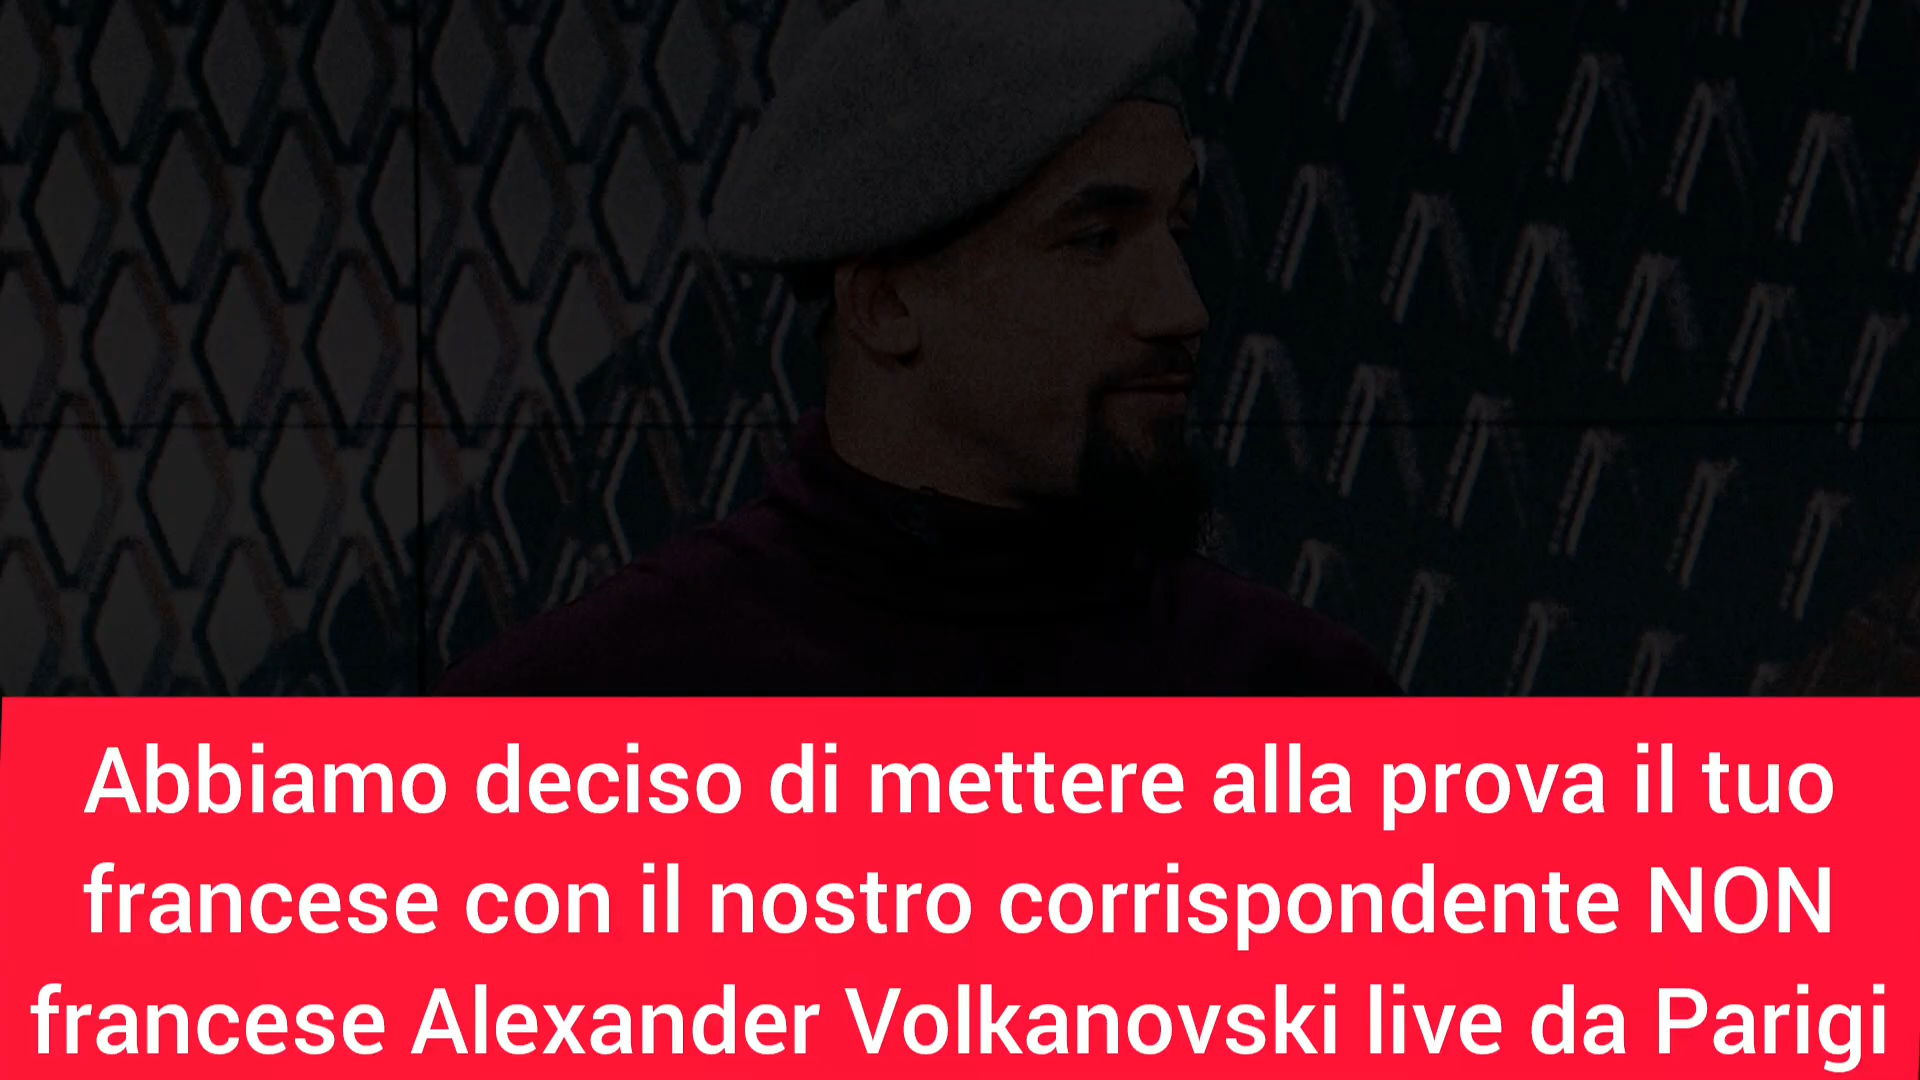 Abbiamo deciso di mettere alla prova il tuo
francese con il nostro corrispondente NON
francese Alexander Volkanovski live da Parigi